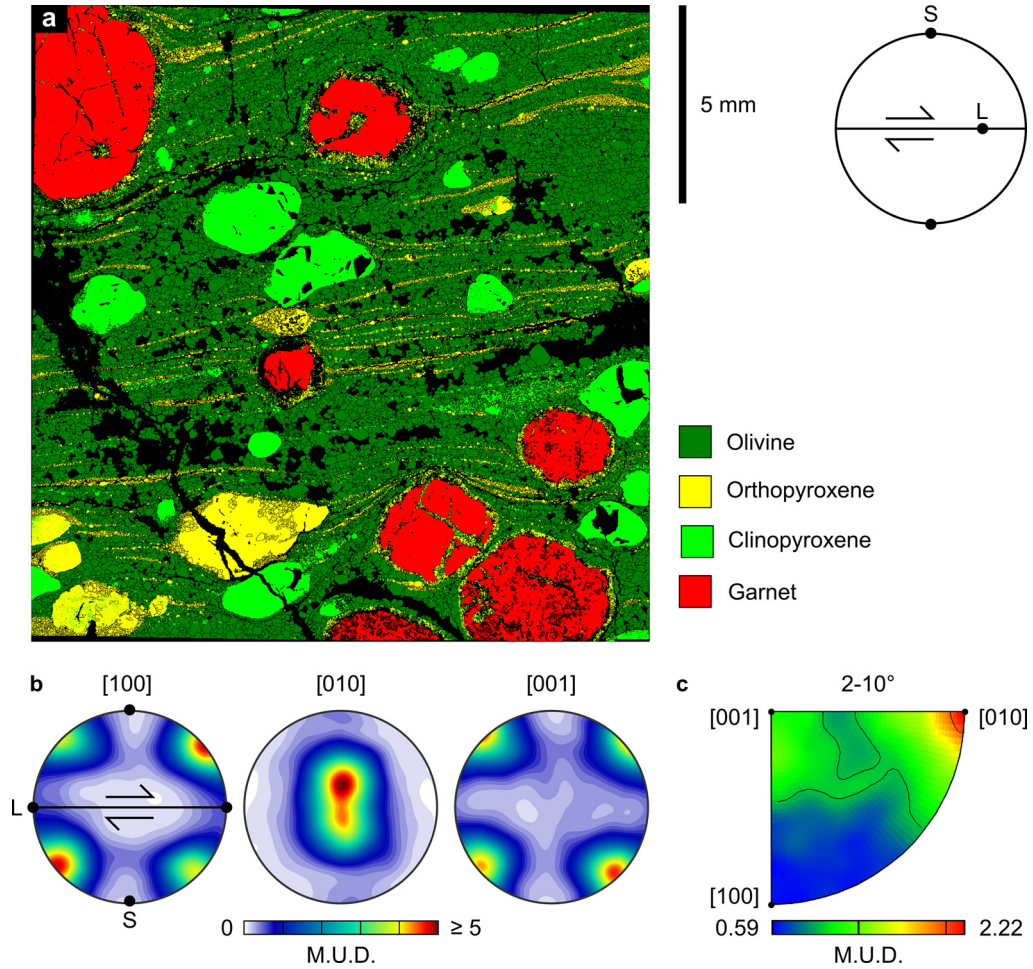 a
5 mm
S
L
Olivine
Orthopyroxene
Clinopyroxene
Garnet
b
[100]
[010]
[001]
L
S
0
≥ 5
M.U.D.
c
2-10°
[001]
[010]
[100]
0.59
2.22
M.U.D.